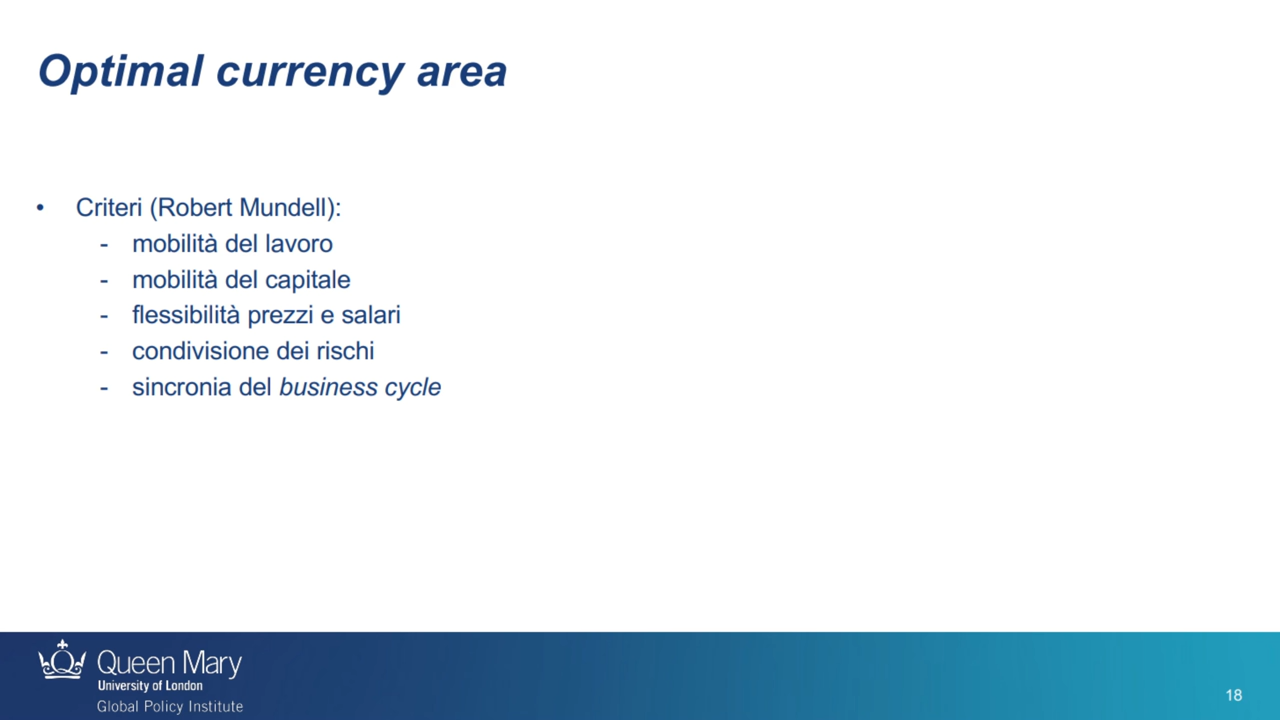 Optimal currency area
• Criteri (Robert Mundell):
- mobilità del lavoro
- mobilità del capitale
- flessibilità prezzi e salari
- condivisione dei rischi
- sincronia del business cycle
Queen Mary
University of London
Global Policy Institute
18